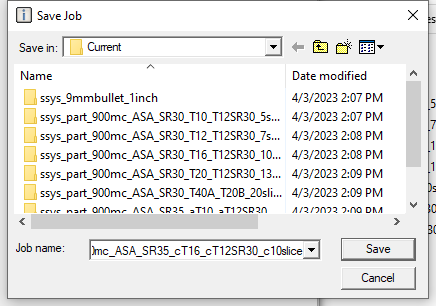 Save Job
Save in: Current
Name Date modified
ssys_9mmbullet_1inch 4/3/2023 2:07 PM
ssys_part_900mc_ASA_SR30_T10_T12SR30_5s... 4/3/2023 2:07 PM
ssys_part_900mc_ASA_SR30_T12_T12SR30_7s... 4/3/2023 2:08 PM
ssys_part_900mc_ASA_SR30_T16_T12SR30_10... 4/3/2023 2:08 PM
ssys_part_900mc_ASA_SR30_T20_T12SR30_13... 4/3/2023 2:09 PM
ssys_part_900mc_ASA_SR30_T40A_T20B_20slic... 4/3/2023 2:09 PM
ssys_part_900mc_ASA_SR35_aT10_aT12SR30... 4/3/2023 2:09 PM
Job name: mc_ASA_SR35_cT16_cT12SR30_c10slice
Save
Cancel